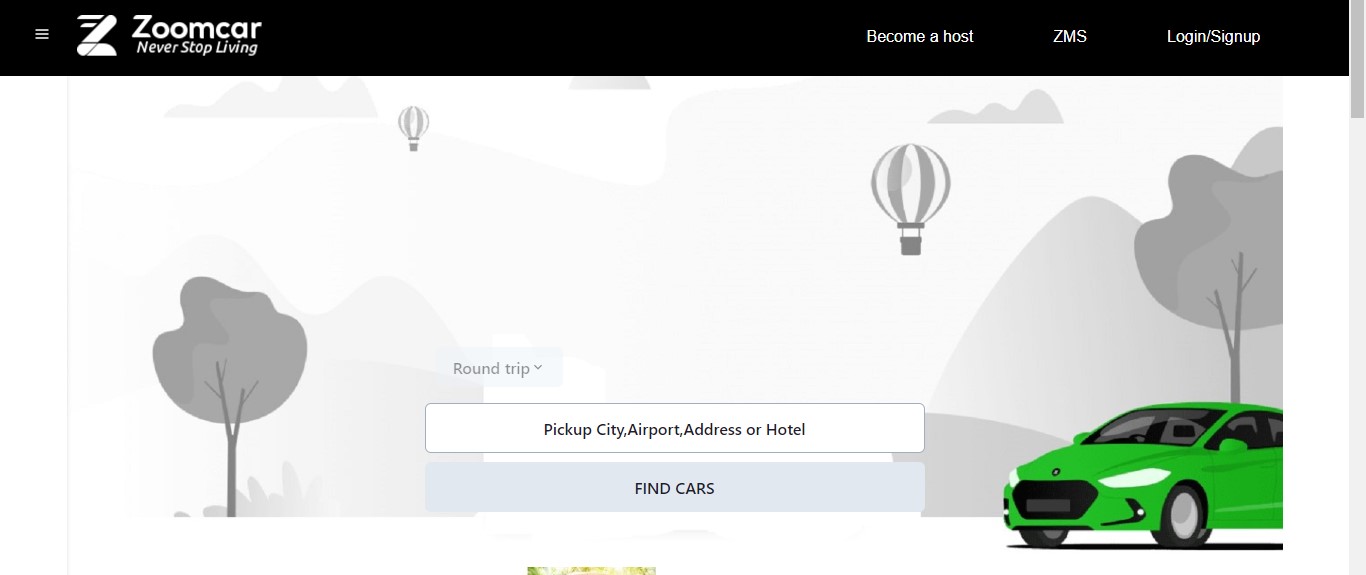 Zoomcar
Never Stop Living
Become a host
ZMS
Login/Signup
Round trip
Pickup City,Airport,Address or Hotel
FIND CARS